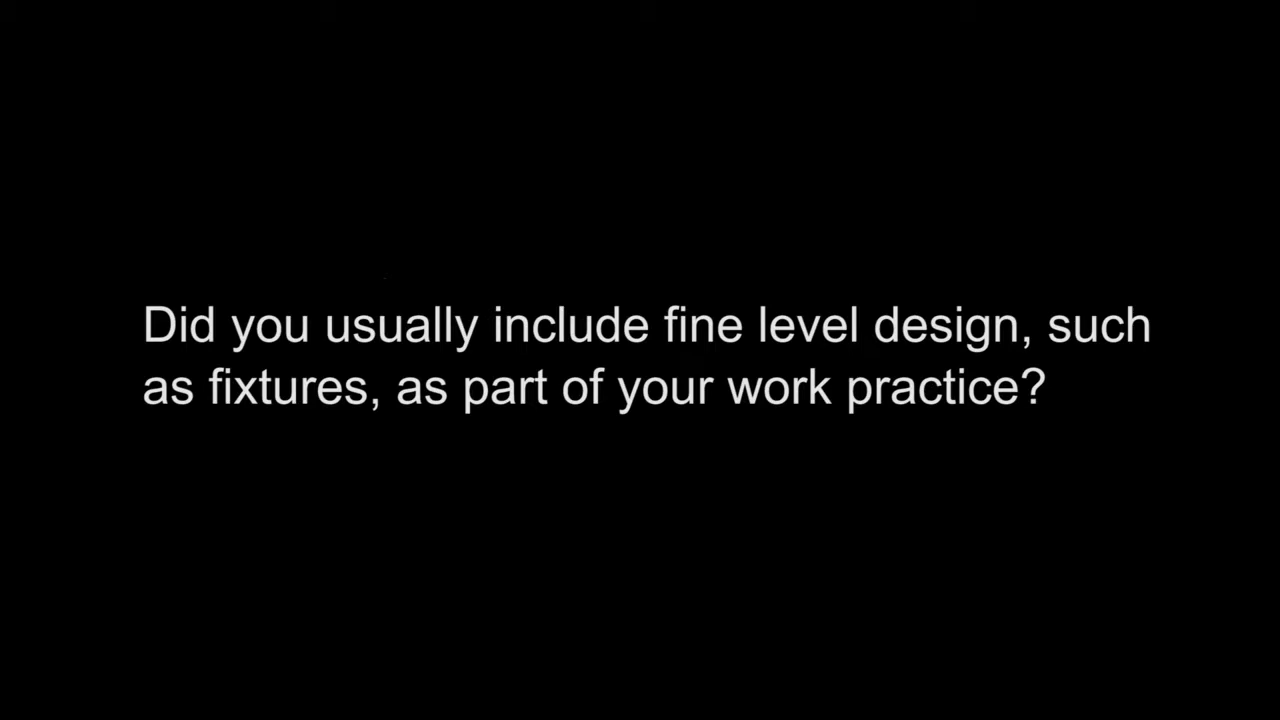 Did you usually include fine level design, such
as fixtures, as part of your work practice?